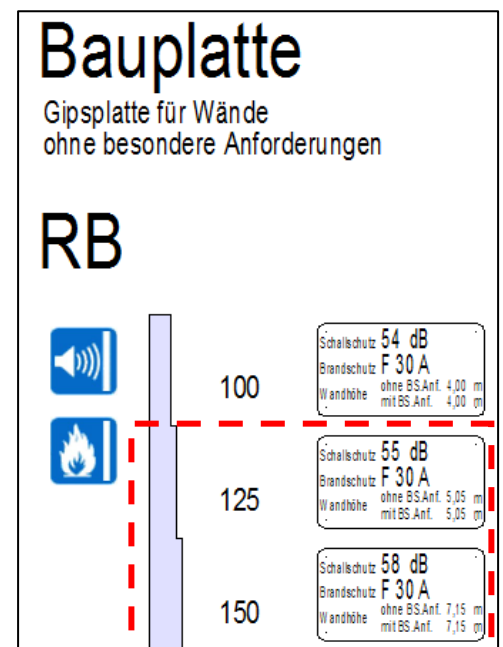 Bauplatte
Gipsplatte für Wände
ohne besondere Anforderungen
RB
100
Schallschutz 54 dB
Brandschutz F 30 A
Wandhöhe ohne BS.Anf. 4,00 m
mit BS.Anf. 4,00 m
125
Schallschutz 55 dB
Brandschutz F 30 A
Wandhöhe ohne BS.Anf. 5,05 m
mit BS.Anf. 5,05 m
150
Schallschutz 58 dB
Brandschutz F 30 A
Wandhöhe ohne BS.Anf. 7,15 m
mit BS.Anf. 7,15 m